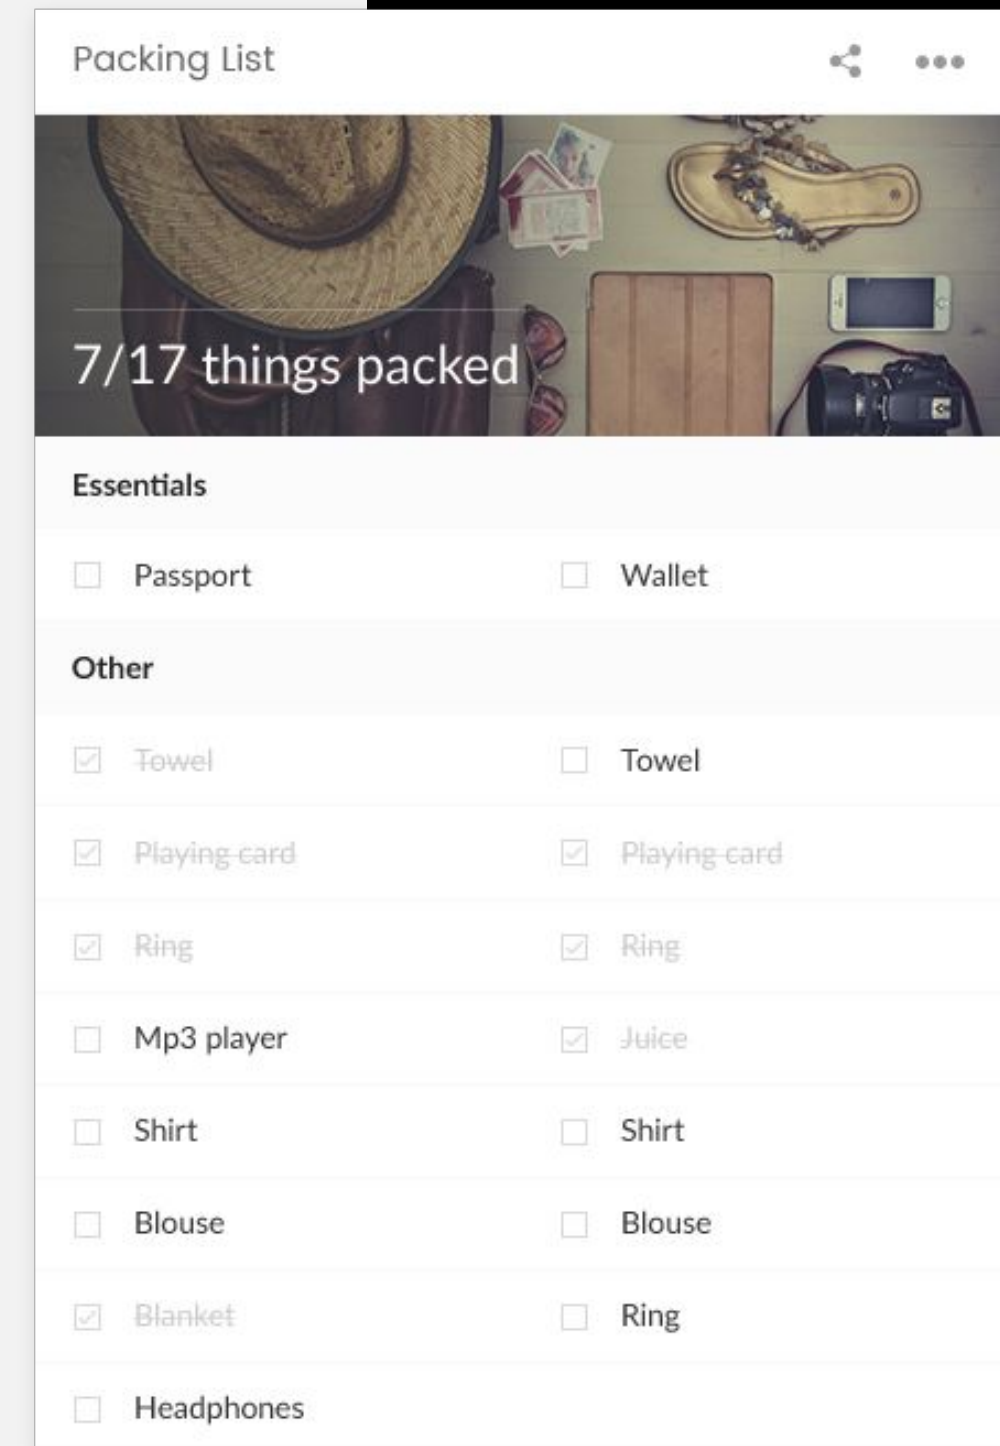 Packing List
7/17 things packed
Essentials
Passport Wallet
Other
Towel Towel
Playing card Playing card
Ring Ring
Mp3 player Juice
Shirt Shirt
Blouse Blouse
Blanket Ring
Headphones